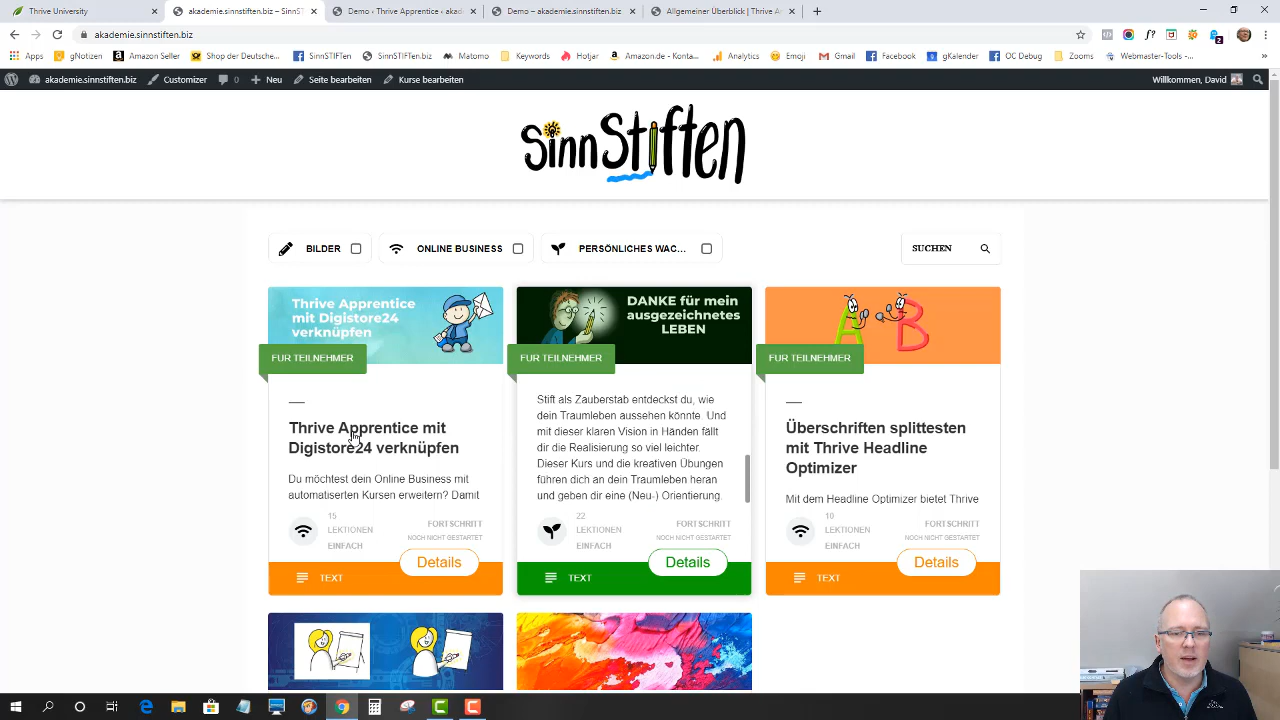 Thrive University
akademie.sinnstiften.biz – SinnST
Thrive Apprentice ‹ akad
Demo – akademie.sinnstiften.biz
Allgemeiner Überblick | Thrive A
akademie.sinnstiften.biz
Apps
gNotizen
Amazon.Seller
Shop der Deutsche...
SinnSTIFten
SinnStiften.biz
Matomo
Keywords
Hotjar
Amazon.de - Konta...
Emoji
Gmail
Facebook
gKalender
OC Debug
Zooms
Webmaster-Tools -...
akademie.sinnstiften.biz
Customizer
0
Neu
Seite bearbeiten
Kurse bearbeiten
Willkommen, David
SinnStiften
BILDER
ONLINE BUSINESS
PERSÖNLICHES WAC...
SUCHEN
Thrive Apprentice
mit Digistore24
verknüpfen
FÜR TEILNEHMER
Thrive Apprentice mit
Digistore24 verknüpfen
Du möchtest dein Online Business mit
automatisierten Kursen erweitern? Damit
15
LEKTIONEN
EINFACH
FORTSCHRITT
NOCH NICHT GESTARTET
Details
TEXT
DANKE für mein
ausgezeichnetes
LEBEN
FÜR TEILNEHMER
Stift als Zauberstab entdeckst du, wie
dein Traumleben aussehen könnte. Und
mit dieser klaren Vision in Händen fällt
dir die Realisierung so viel leichter.
Dieser Kurs und die kreativen Übungen
führen dich an dein Traumleben heran
und geben dir eine (Neu-) Orientierung.
22
LEKTIONEN
EINFACH
FORTSCHRITT
NOCH NICHT GESTARTET
Details
TEXT
A B
FÜR TEILNEHMER
Überschriften splittesten
mit Thrive Headline
Optimizer
Mit dem Headline Optimizer bietet Thrive
10
LEKTIONEN
EINFACH
FORTSCHRITT
NOCH NICHT GESTARTET
Details
TEXT